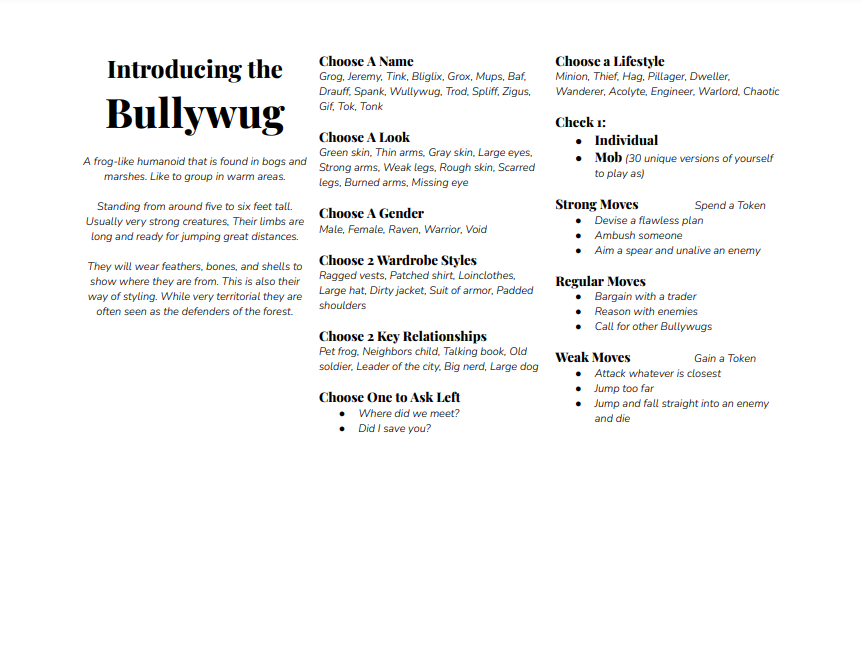 Introducing the
Bullywug
A frog-like humanoid that is found in bogs and
marshes. Like to group in warm areas.
Standing from around five to six feet tall.
Usually very strong creatures, Their limbs are
long and ready for jumping great distances.
They will wear feathers, bones, and shells to
show where they are from. This is also their
way of styling. While very territorial they are
often seen as the defenders of the forest.
Choose A Name
Grog, Jeremy, Tink, Bliglix, Grox, Mups, Baf,
Drauff, Spank, Wullywug, Trod, Spliff, Zigus,
Gif, Tok, Tonk
Choose A Look
Green skin, Thin arms, Gray skin, Large eyes,
Strong arms, Weak legs, Rough skin, Scarred
legs, Burned arms, Missing eye
Choose A Gender
Male, Female, Raven, Warrior, Void
Choose 2 Wardrobe Styles
Ragged vests, Patched shirt, Loinclothes,
Large hat, Dirty jacket, Suit of armor, Padded
shoulders
Choose 2 Key Relationships
Pet frog, Neighbors child, Talking book, Old
soldier, Leader of the city, Big nerd, Large dog
Choose One to Ask Left
● Where did we meet?
● Did I save you?
Choose a Lifestyle
Minion, Thief, Hag, Pillager, Dweller,
Wanderer, Acolyte, Engineer, Warlord, Chaotic
Check 1:
● Individual
● Mob (30 unique versions of yourself
to play as)
Strong Moves Spend a Token
● Devise a flawless plan
● Ambush someone
● Aim a spear and unalive an enemy
Regular Moves
● Bargain with a trader
● Reason with enemies
● Call for other Bullywugs
Weak Moves Gain a Token
● Attack whatever is closest
● Jump too far
● Jump and fall straight into an enemy
and die